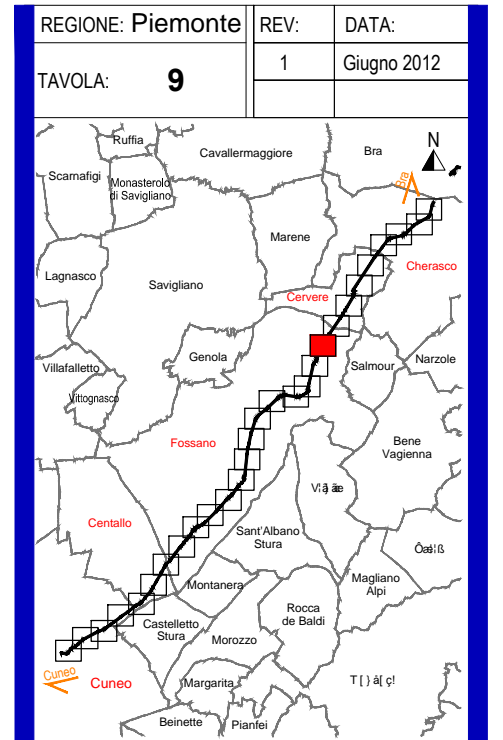 REGIONE: Piemonte
REV:
DATA:
TAVOLA: 9
1
Giugno 2012
Ruffia
Cavallermaggiore
Bra
N
Scarnafigi
Monasterolo
di Savigliano
Bra
Marene
Cherasco
Lagnasco
Savigliano
Cervere
Villafalletto
Genola
Salmour
Narzole
Vittognasco
Fossano
Bene
Vagienna
Centallo
Sant'Albano
Stura
Magliano
Alpi
Montanera
Rocca
de Baldi
Castelletto
Stura
Morozzo
Cuneo
Cuneo
Margarita
Beinette
Pianfei